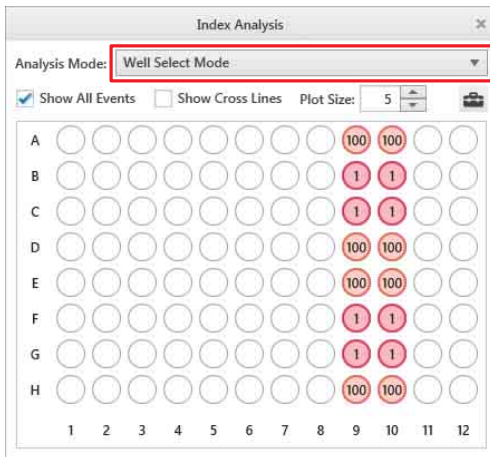 Index Analysis ×
Analysis Mode: Well Select Mode
Show All Events Show Cross Lines Plot Size: 5
A 100 100
B 1 1
C 1 1
D 100 100
E 100 100
F 1 1
G 1 1
H 100 100
1 2 3 4 5 6 7 8 9 10 11 12